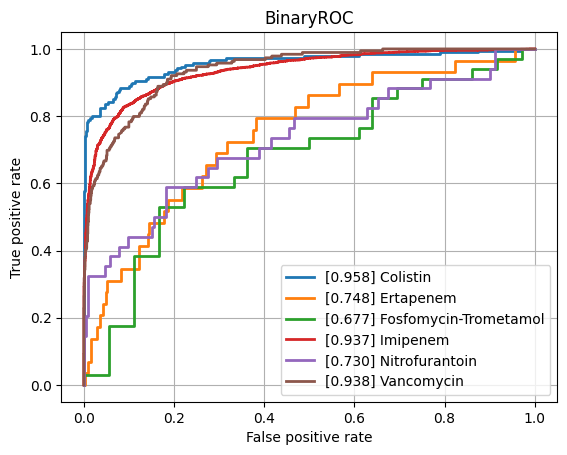 BinaryROC
True positive rate
1.0
0.8
0.6
0.4
0.2
0.0
[0.958] Colistin
[0.748] Ertapenem
[0.677] Fosfomycin-Trometamol
[0.937] Imipenem
[0.730] Nitrofurantoin
[0.938] Vancomycin
0.0 0.2 0.4 0.6 0.8 1.0
False positive rate